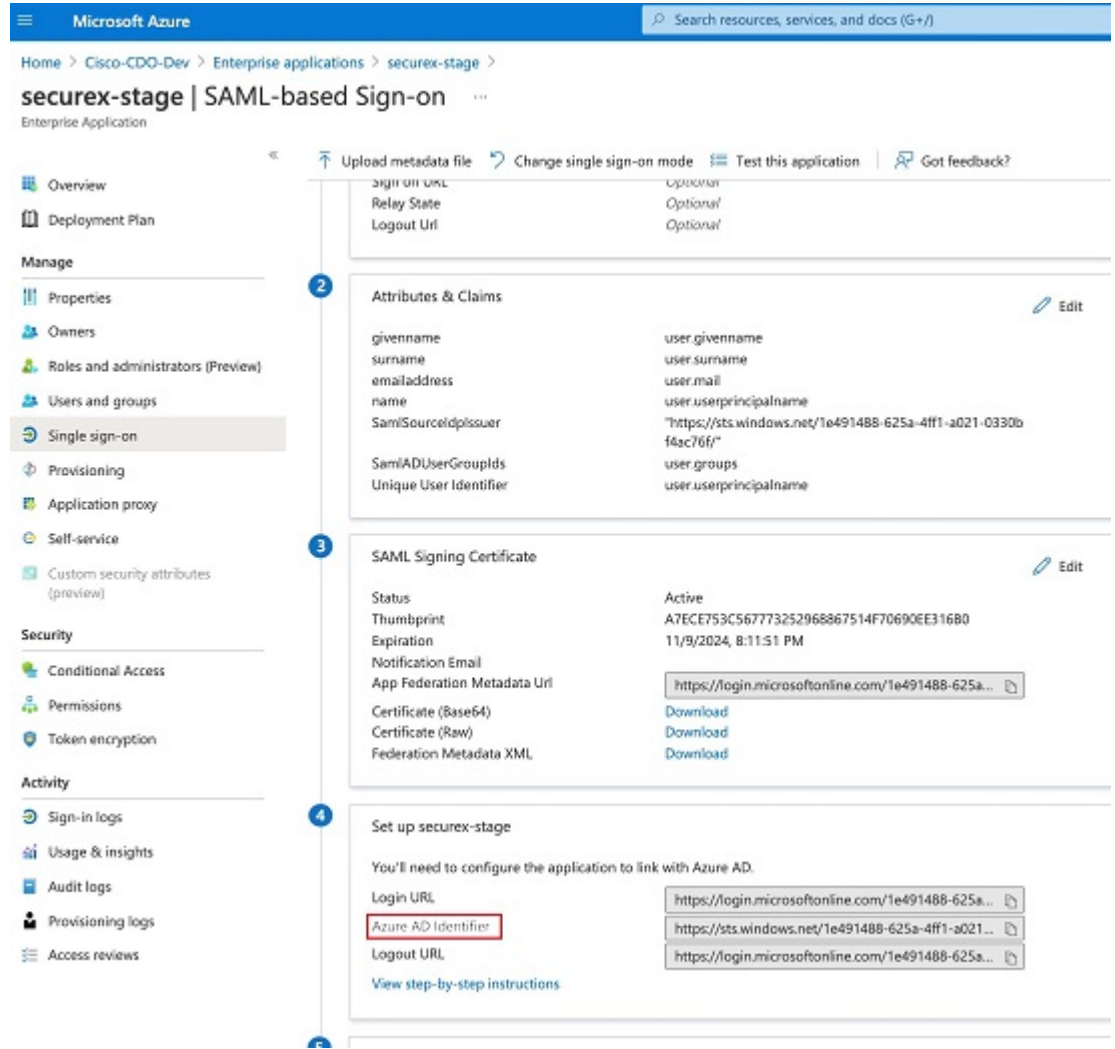 Microsoft Azure
Search resources, services, and docs (G+/)
Home > Cisco-CDO-Dev > Enterprise applications > securex-stage >
securex-stage | SAML-based Sign-on ...
Enterprise Application
«
Upload metadata file
Change single sign-on mode
Test this application
Got feedback?
Overview
Deployment Plan
Manage
Properties
Owners
Roles and administrators (Preview)
Users and groups
Single sign-on
Provisioning
Application proxy
Self-service
Custom security attributes
(preview)
Security
Conditional Access
Permissions
Token encryption
Activity
Sign-in logs
Usage & insights
Audit logs
Provisioning logs
Access reviews
Sign on URL Optional
Relay State Optional
Logout Url Optional
2
Attributes & Claims
Edit
givenname user.givenname
surname user.surname
emailaddress user.mail
name user.userprincipalname
SamlSourceIdpIssuer "https://sts.windows.net/1e491488-625a-4ff1-a021-0330b
f4ac76f/"
SamlADUserGroupIds user.groups
Unique User Identifier user.userprincipalname
3
SAML Signing Certificate
Edit
Status Active
Thumbprint A7ECE753C567773252968867514F70690EE316B0
Expiration 11/9/2024, 8:11:51 PM
Notification Email
App Federation Metadata Url https://login.microsoftonline.com/1e491488-625a...
Certificate (Base64) Download
Certificate (Raw) Download
Federation Metadata XML Download
4
Set up securex-stage
You'll need to configure the application to link with Azure AD.
Login URL https://login.microsoftonline.com/1e491488-625a...
Azure AD Identifier https://sts.windows.net/1e491488-625a-4ff1-a021...
Logout URL https://login.microsoftonline.com/1e491488-625a...
View step-by-step instructions
5